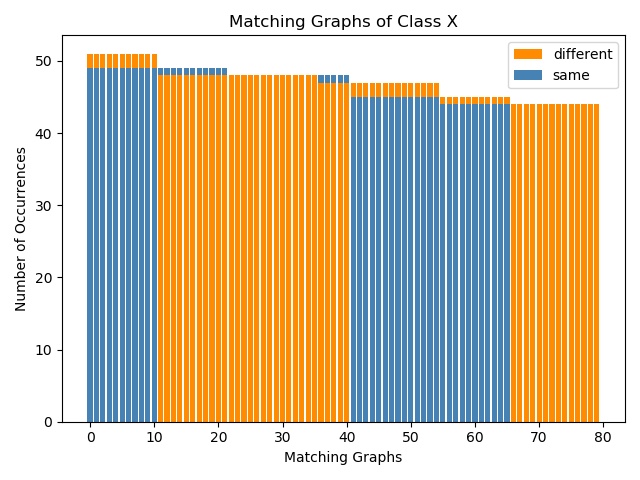 Matching Graphs of Class X
different
same
Number of Occurrences
50
40
30
20
10
0
0 10 20 30 40 50 60 70 80
Matching Graphs